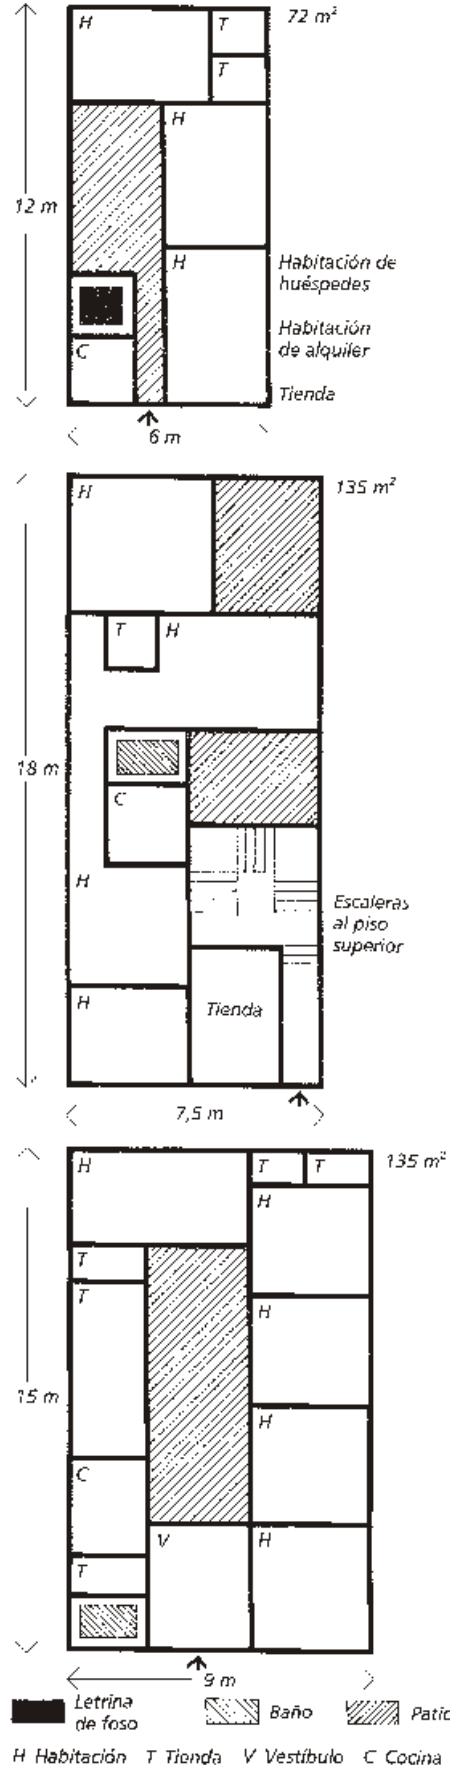 H
T
72 m²
T
H
12 m
H
Habitación de
huéspedes
Habitación
de alquiler
C
Tienda
6 m
H
135 m²
T
H
18 m
C
H
Escaleras
al piso
superior
H
Tienda
7,5 m
H
T
T
135 m²
H
T
T
H
15 m
H
C
V
H
T
9 m
Letrina
de foso
Baño
Patio
H Habitación T Tienda V Vestíbulo C Cocina